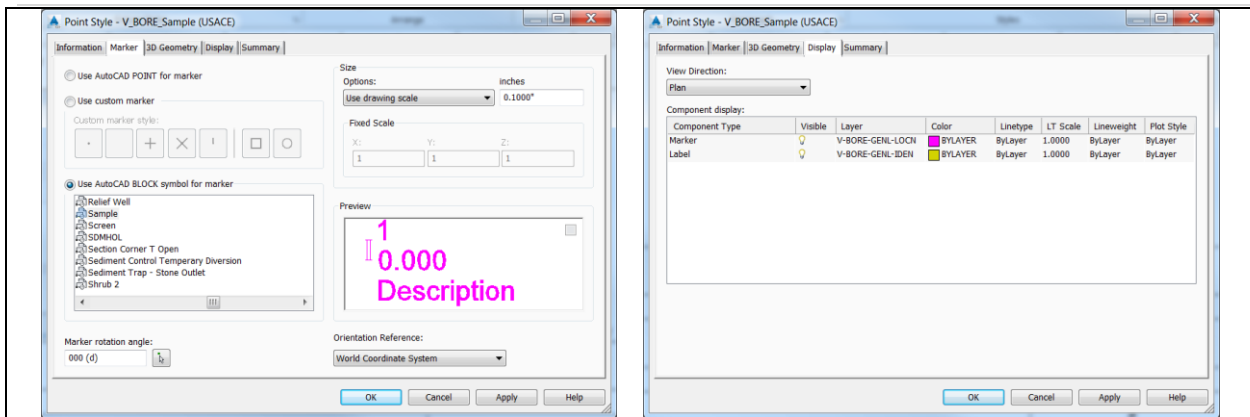 Point Style - V_BORE_Sample (USACE)
Information Marker 3D Geometry Display Summary
Use AutoCAD POINT for marker
Use custom marker
Custom marker style:
Use AutoCAD BLOCK symbol for marker
Relief Well
Sample
Screen
SDMHOL
Section Corner T Open
Sediment Control Temperary Diversion
Sediment Trap - Stone Outlet
Shrub 2
Marker rotation angle:
000 (d)
Size
Options: inches
Use drawing scale 0.1000"
Fixed Scale
X: Y: Z:
1 1 1
Preview
1
0.000
Description
Orientation Reference:
World Coordinate System
OK Cancel Apply Help
Point Style - V_BORE_Sample (USACE)
Information Marker 3D Geometry Display Summary
View Direction:
Plan
Component display:
Component Type Visible Layer Color Linetype LT Scale Lineweight Plot Style
Marker V-BORE-GENL-LOCN BYLAYER ByLayer 1.0000 ByLayer ByLayer
Label V-BORE-GENL-IDEN BYLAYER ByLayer 1.0000 ByLayer ByLayer
OK Cancel Apply Help